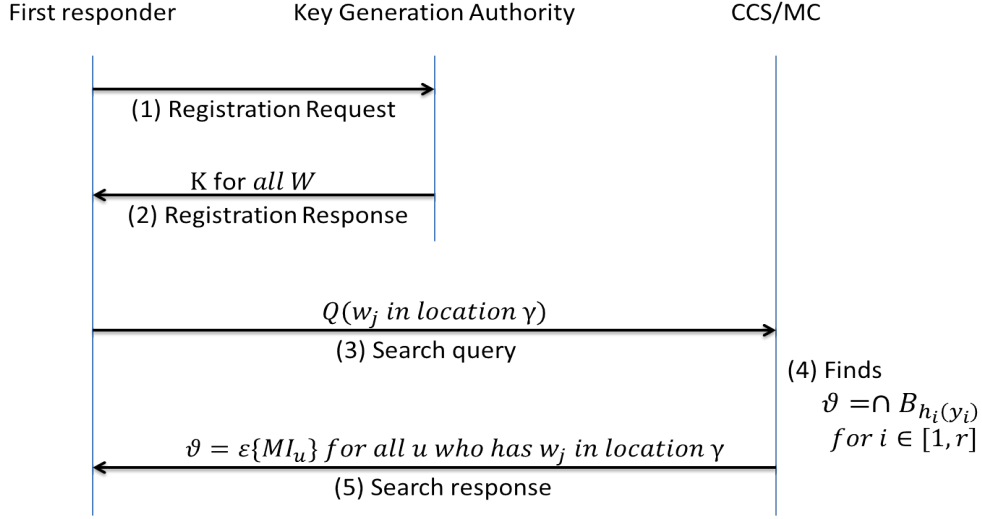 First responder Key Generation Authority CCS/MC
(1) Registration Request
K for all W
(2) Registration Response
Q(w_j in location γ)
(3) Search query
(4) Finds
ϑ =∩ B_{h_i(y_i)}
for i ∈ [1,r]
ϑ = ε{MI_u} for all u who has w_j in location γ
(5) Search response